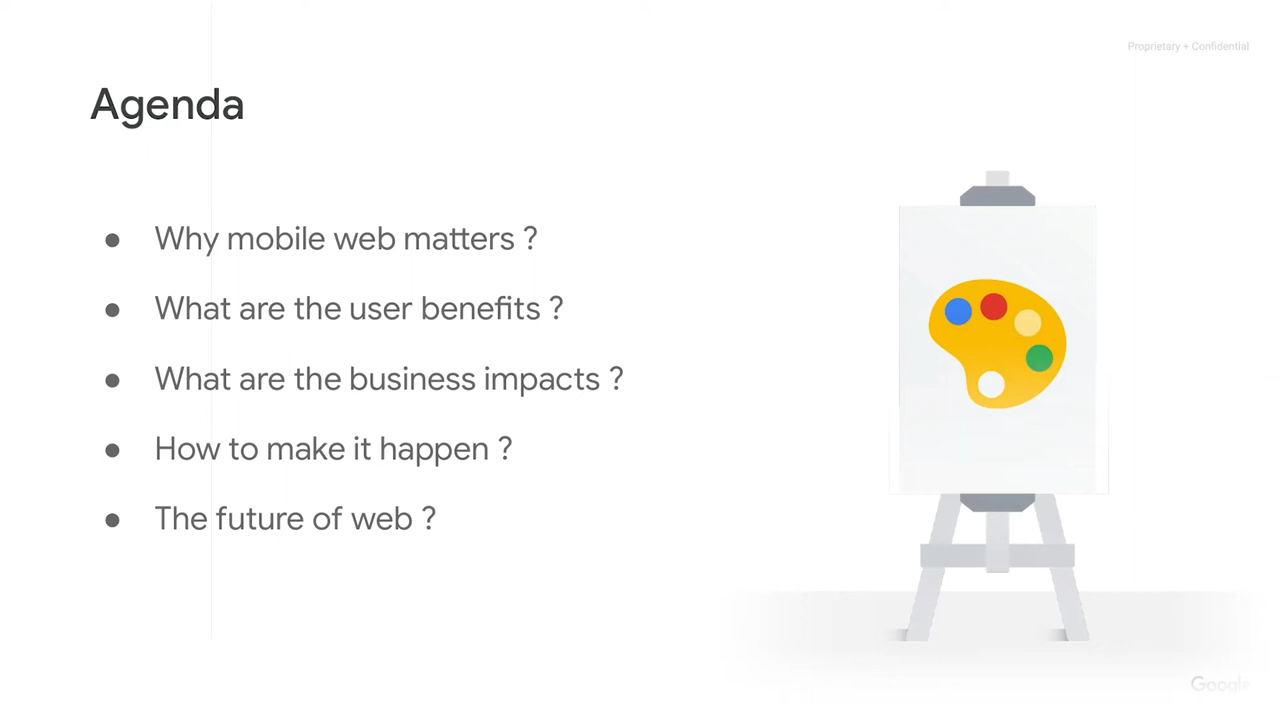 Proprietary + Confidential
Agenda
● Why mobile web matters ?
● What are the user benefits ?
● What are the business impacts ?
● How to make it happen ?
● The future of web ?
Google